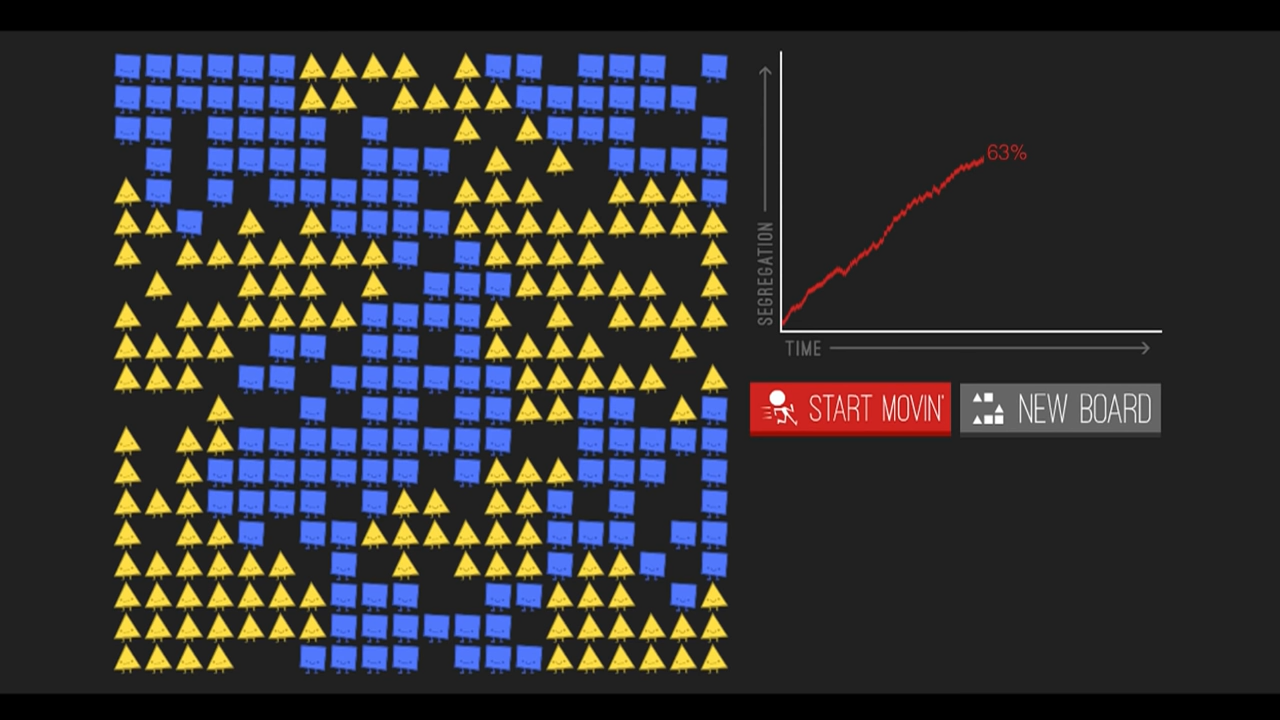 63%
SEGREGATION
TIME
START MOVIN'
NEW BOARD